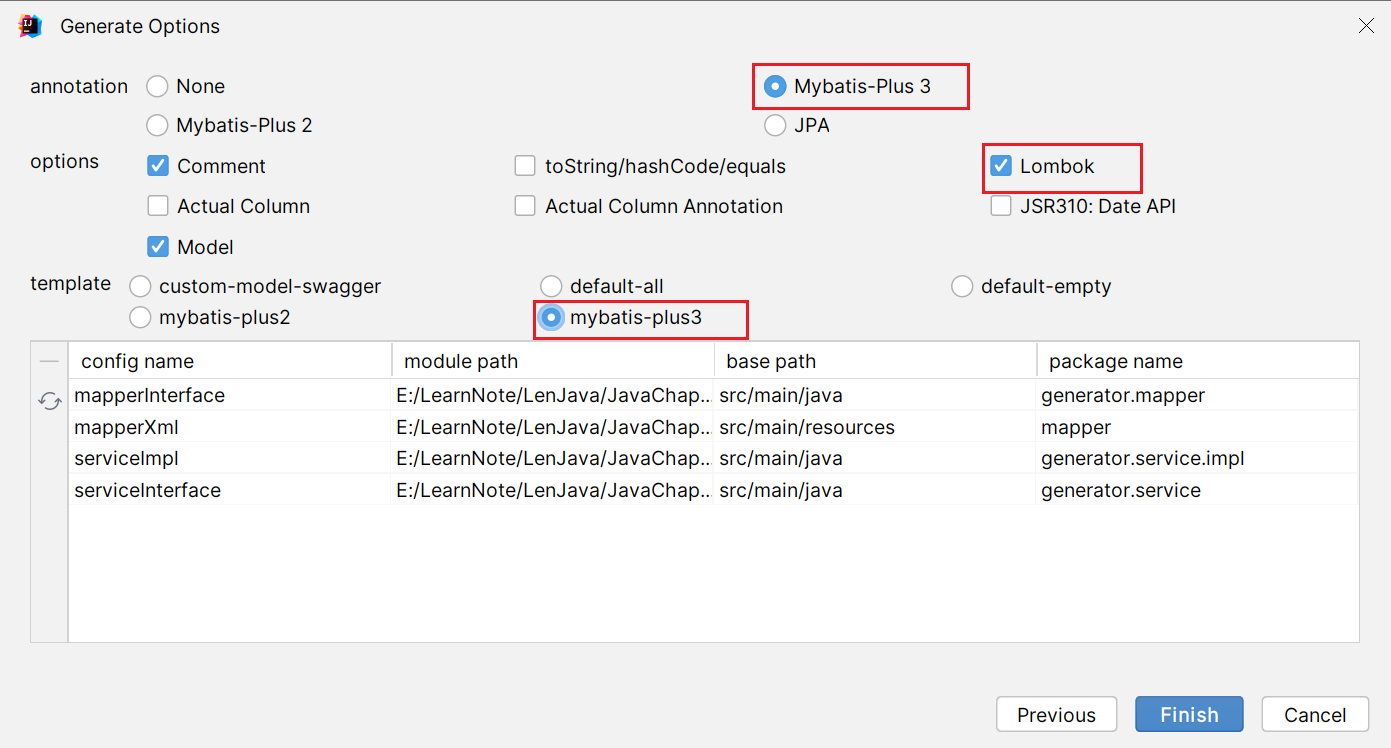 Generate Options
annotation None Mybatis-Plus 3
Mybatis-Plus 2 JPA
options Comment toString/hashCode/equals Lombok
Actual Column Actual Column Annotation JSR310: Date API
Model
template custom-model-swagger default-all default-empty
mybatis-plus2 mybatis-plus3
config name module path base path package name
mapperInterface E:/LearnNote/LenJava/JavaChap... src/main/java generator.mapper
mapperXml E:/LearnNote/LenJava/JavaChap... src/main/resources mapper
serviceImpl E:/LearnNote/LenJava/JavaChap... src/main/java generator.service.impl
serviceInterface E:/LearnNote/LenJava/JavaChap... src/main/java generator.service
Previous Finish Cancel